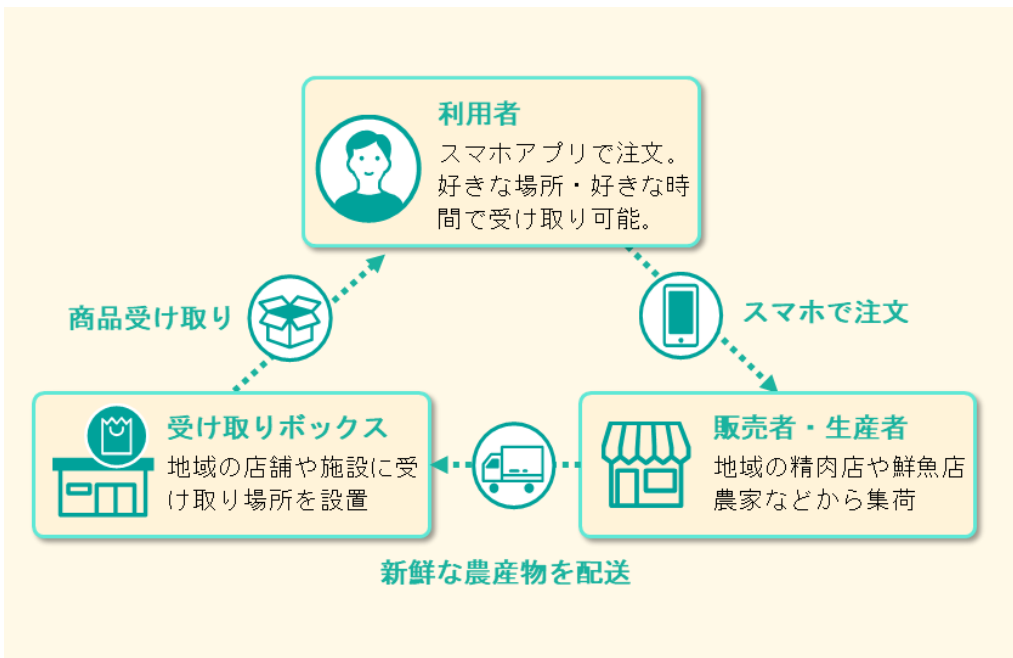 利用者
スマホアプリで注文。
好きな場所・好きな時
間で受け取り可能。
商品受け取り
スマホで注文
受け取りボックス
地域の店舗や施設に受
け取り場所を設置
販売者・生産者
地域の精肉店や鮮魚店
農家などから集荷
新鮮な農産物を配送